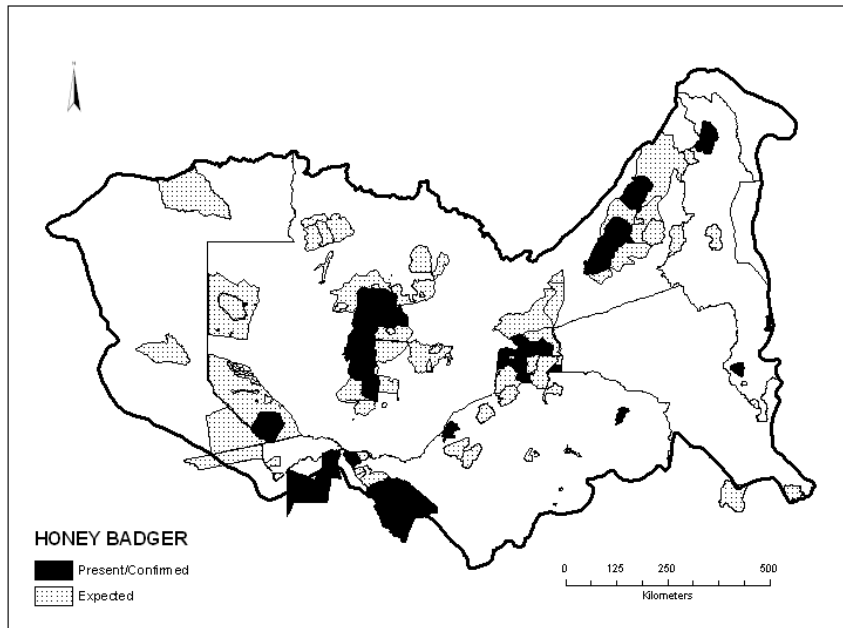 N
HONEY BADGER
Present/Confirmed
Expected
0 125 250 500
Kilometers